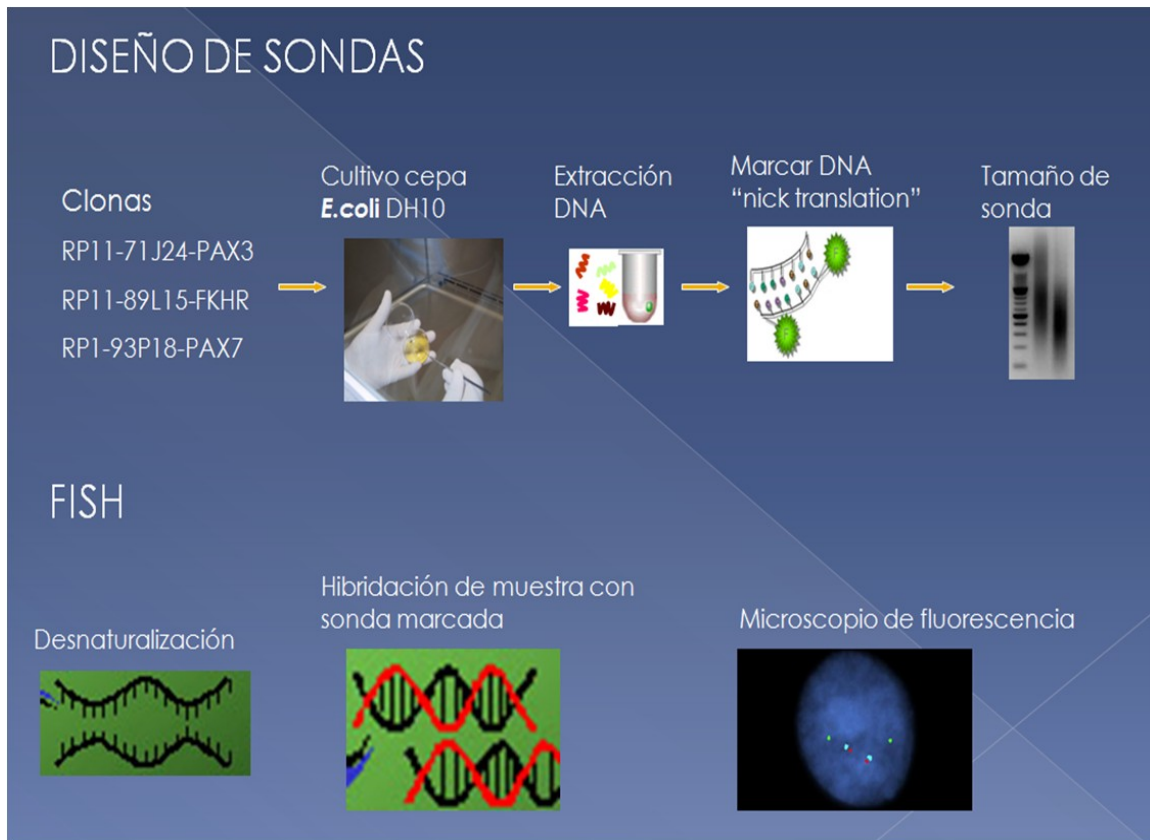 DISEÑO DE SONDAS
Clonas
RP11-71J24-PAX3
RP11-89L15-FKHR
RP1-93P18-PAX7
Cultivo cepa
E.coli DH10
Extracción
DNA
Marcar DNA
“nick translation”
Tamaño de
sonda
FISH
Desnaturalización
Hibridación de muestra con
sonda marcada
Microscopio de fluorescencia